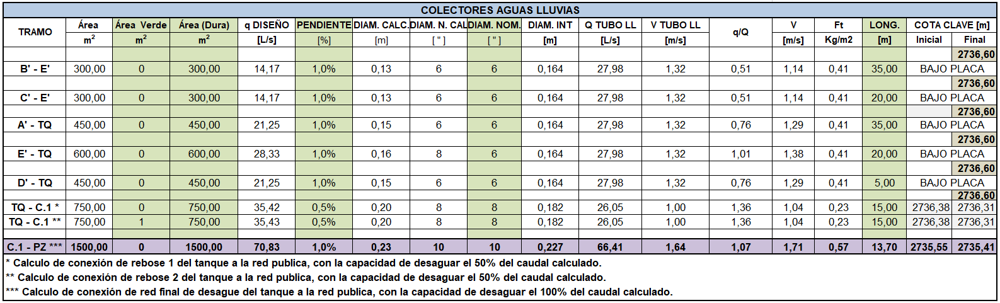 COLECTORES AGUAS LLUVIAS
TRAMO Área Área Verde Área (Dura) q DISEÑO PENDIENTE DIAM. CALC. DIAM. N. CAL DIAM. NOM. DIAM. INT Q TUBO LL V TUBO LL q/Q V Ft LONG. COTA CLAVE [m]
m² m² m² [L/s] [%] [m] [ " ] [ " ] [m] [L/s] [m/s] [m/s] Kg/m2 [m] Inicial Final
2736,60
B' - E' 300,00 0 300,00 14,17 1,0% 0,13 6 6 0,164 27,98 1,32 0,51 1,14 0,41 35,00 BAJO PLACA
2736,60
C' - E' 300,00 0 300,00 14,17 1,0% 0,13 6 6 0,164 27,98 1,32 0,51 1,14 0,41 20,00 BAJO PLACA
2736,60
A' - TQ 450,00 0 450,00 21,25 1,0% 0,15 6 6 0,164 27,98 1,32 0,76 1,29 0,41 35,00 BAJO PLACA
2736,60
E' - TQ 600,00 0 600,00 28,33 1,0% 0,16 8 6 0,164 27,98 1,32 1,01 1,38 0,41 20,00 BAJO PLACA
2736,60
D' - TQ 450,00 0 450,00 21,25 1,0% 0,15 6 6 0,164 27,98 1,32 0,76 1,29 0,41 5,00 BAJO PLACA
2736,60
TQ - C.1 * 750,00 0 750,00 35,42 0,5% 0,20 8 8 0,182 26,05 1,00 1,36 1,04 0,23 15,00 2736,38 2736,31
TQ - C.1 ** 750,00 1 750,00 35,43 0,5% 0,20 8 8 0,182 26,05 1,00 1,36 1,04 0,23 15,00 2736,38 2736,31
C.1 - PZ *** 1500,00 0 1500,00 70,83 1,0% 0,23 10 10 0,227 66,41 1,64 1,07 1,71 0,57 13,70 2735,55 2735,41
* Calculo de conexión de rebose 1 del tanque a la red publica, con la capacidad de desaguar el 50% del caudal calculado.
** Calculo de conexión de rebose 2 del tanque a la red publica, con la capacidad de desaguar el 50% del caudal calculado.
*** Calculo de conexión de red final de desague del tanque a la red publica, con la capacidad de desaguar el 100% del caudal calculado.